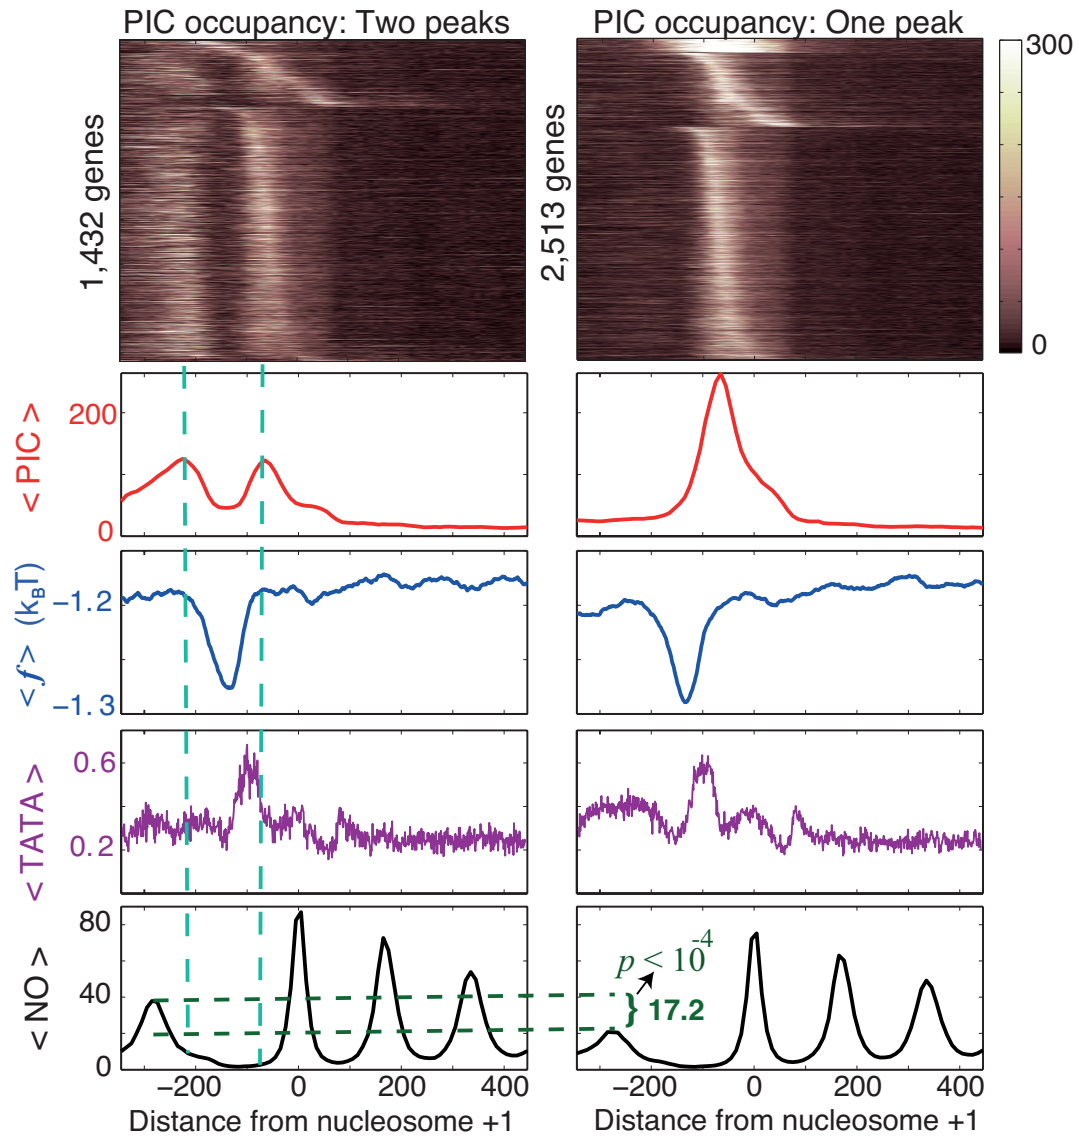 PIC occupancy: Two peaks
PIC occupancy: One peak
1,432 genes
2,513 genes
300
0
< PIC >
200
0
< f > (kBT)
−1.2
−1.3
< TATA >
0.6
0.2
< NO >
80
40
0
p < 10^-4
} 17.2
−200 0 200 400
−200 0 200 400
Distance from nucleosome +1
Distance from nucleosome +1